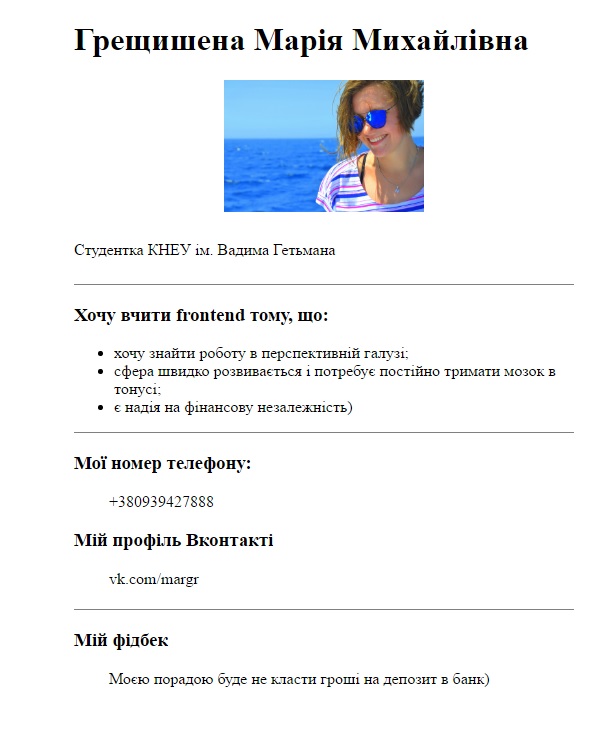 Грещишена Марія Михайлівна
Студентка КНЕУ ім. Вадима Гетьмана
Хочу вчити frontend тому, що:
• хочу знайти роботу в перспективній галузі;
• сфера швидко розвивається і потребує постійно тримати мозок в
тонусі;
• є надія на фінансову незалежність)
Мої номер телефону:
+380939427888
Мій профіль Вконтакті
vk.com/margr
Мій фідбек
Моєю порадою буде не класти гроші на депозит в банк)